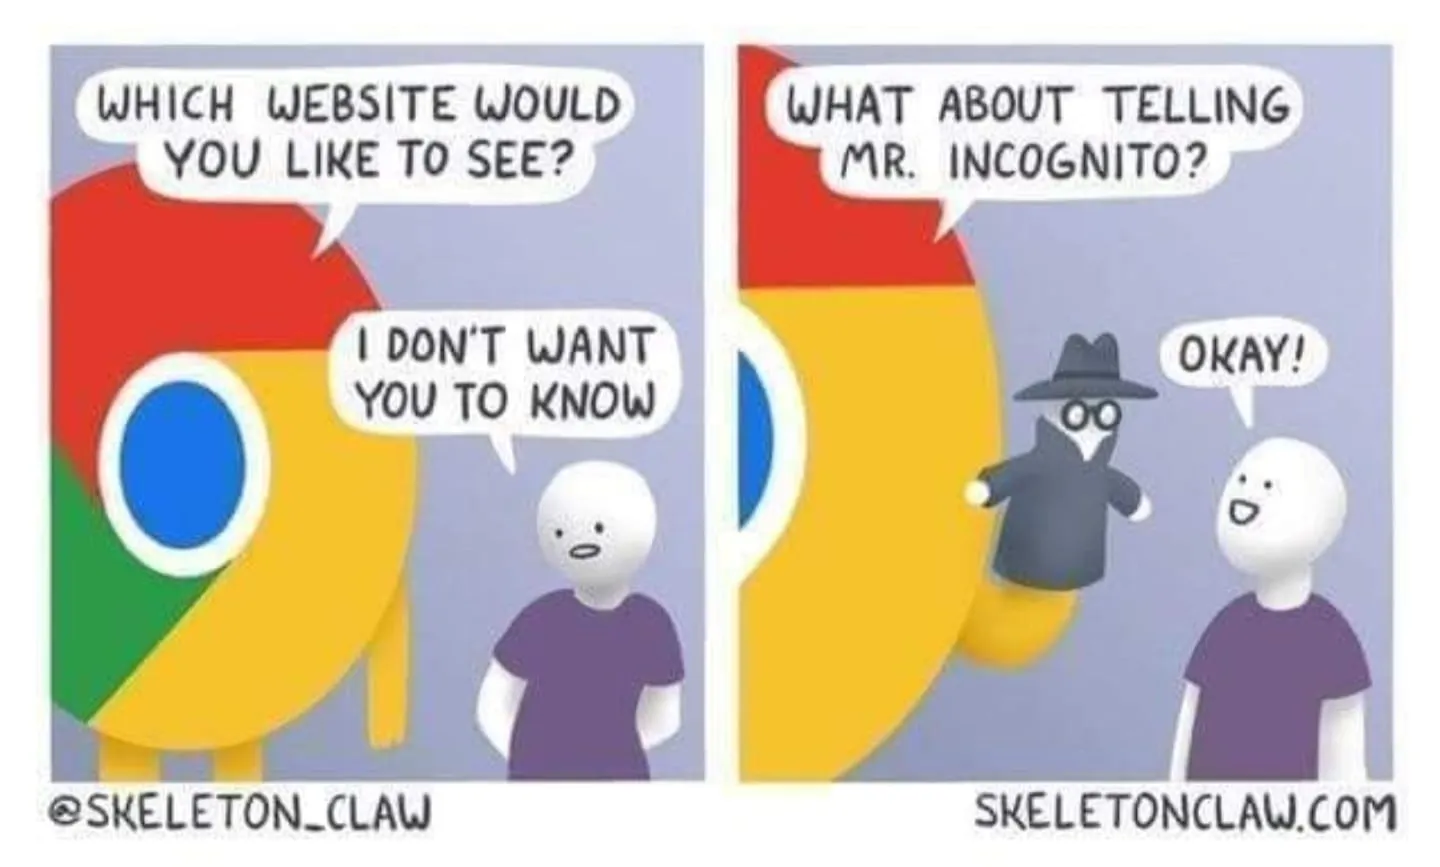 WHICH WEBSITE WOULD
YOU LIKE TO SEE?
I DON'T WANT
YOU TO KNOW
WHAT ABOUT TELLING
MR. INCOGNITO?
OKAY!
@SKELETON_CLAW
SKELETONCLAW.COM